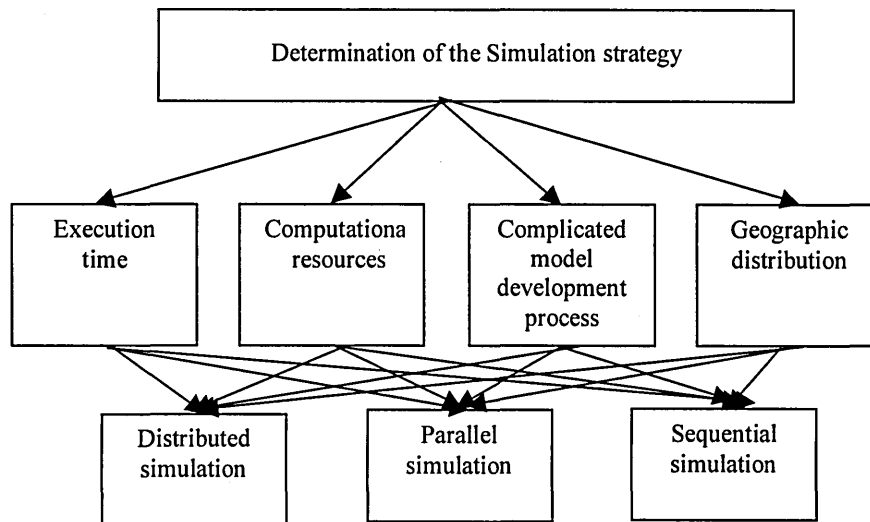 Determination of the Simulation strategy
Execution
time
Computationa
resources
Complicated
model
development
process
Geographic
distribution
Distributed
simulation
Parallel
simulation
Sequential
simulation